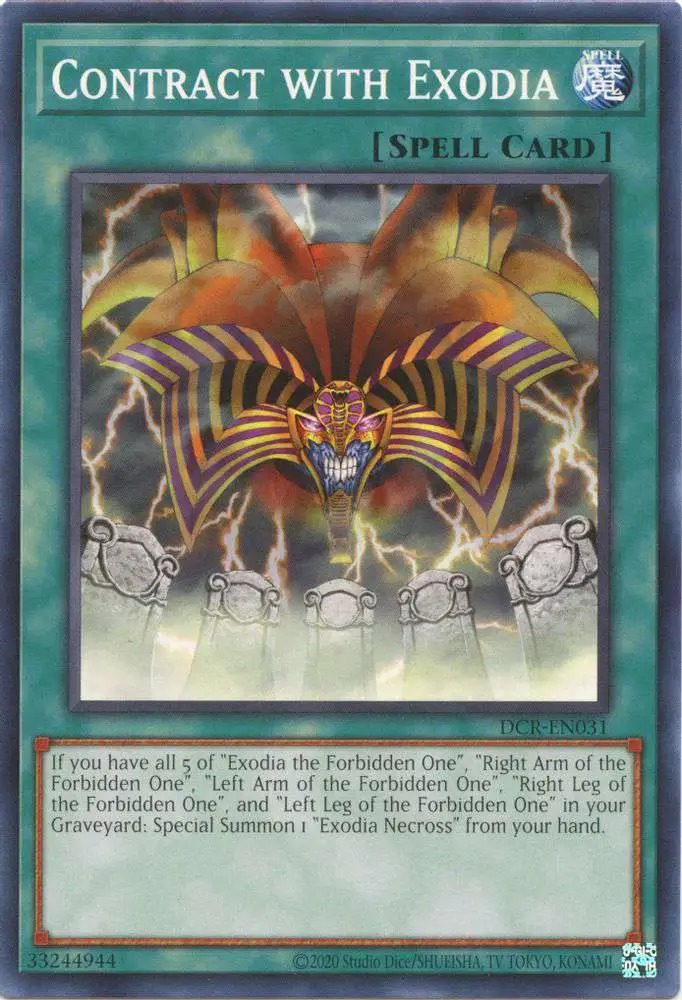 CONTRACT WITH EXODIA
SPELL
魔
[SPELL CARD]
DCR-EN031
If you have all 5 of "Exodia the Forbidden One", "Right Arm of the
Forbidden One", "Left Arm of the Forbidden One", "Right Leg of
the Forbidden One", and "Left Leg of the Forbidden One" in your
Graveyard: Special Summon 1 "Exodia Necross" from your hand.
33244944
©2020 Studio Dice/SHUEISHA, TV TOKYO, KONAMI